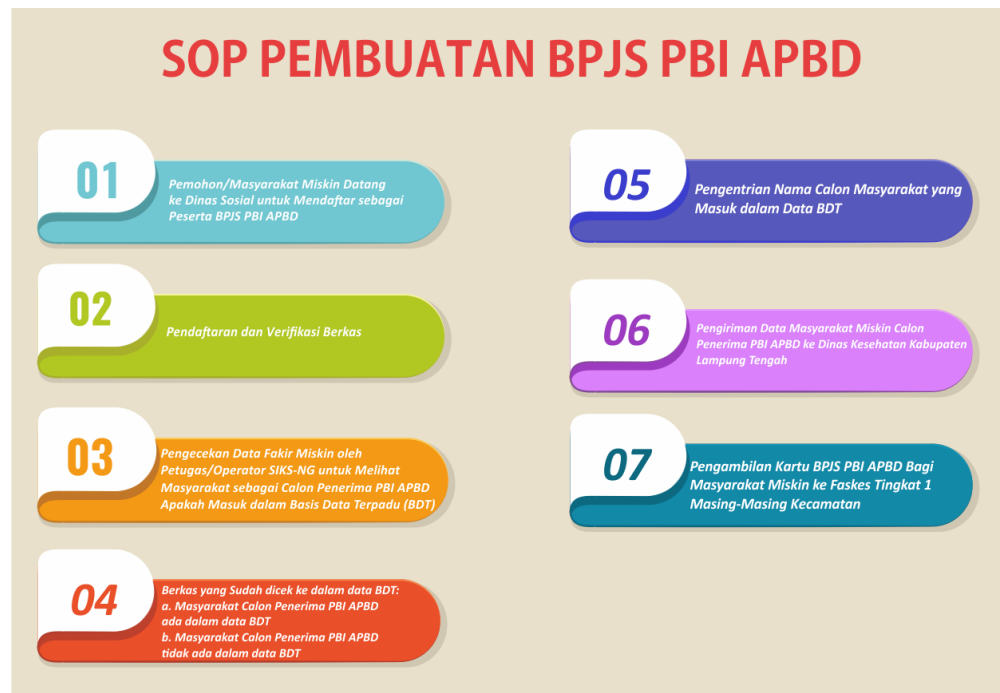 SOP PEMBUATAN BPJS PBI APBD
01
Pemohon/Masyarakat Miskin Datang
ke Dinas Sosial untuk Mendaftar sebagai
Peserta BPJS PBI APBD
02
Pendaftaran dan Verifikasi Berkas
03
Pengecekan Data Fakir Miskin oleh
Petugas/Operator SIKS-NG untuk Melihat
Masyarakat sebagai Calon Penerima PBI APBD
Apakah Masuk dalam Basis Data Terpadu (BDT)
04
Berkas yang Sudah dicek ke dalam data BDT:
a. Masyarakat Calon Penerima PBI APBD
ada dalam data BDT
b. Masyarakat Calon Penerima PBI APBD
tidak ada dalam data BDT
05
Pengentrian Nama Calon Masyarakat yang
Masuk dalam Data BDT
06
Pengiriman Data Masyarakat Miskin Calon
Penerima PBI APBD ke Dinas Kesehatan Kabupaten
Lampung Tengah
07
Pengambilan Kartu BPJS PBI APBD Bagi
Masyarakat Miskin ke Faskes Tingkat 1
Masing-Masing Kecamatan